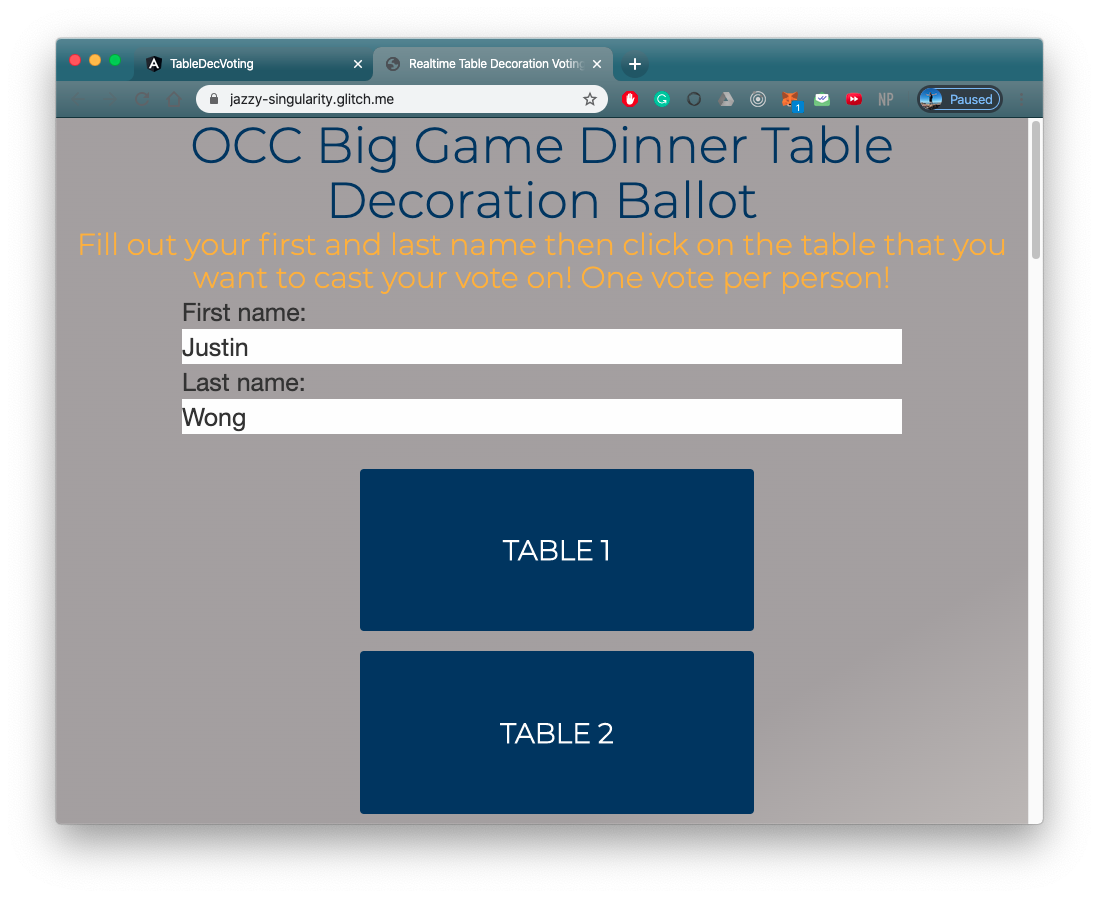 TableDecVoting
Realtime Table Decoration Voting
jazzy-singularity.glitch.me
1
NP
Paused
OCC Big Game Dinner Table
Decoration Ballot
Fill out your first and last name then click on the table that you
want to cast your vote on! One vote per person!
First name:
Justin
Last name:
Wong
TABLE 1
TABLE 2